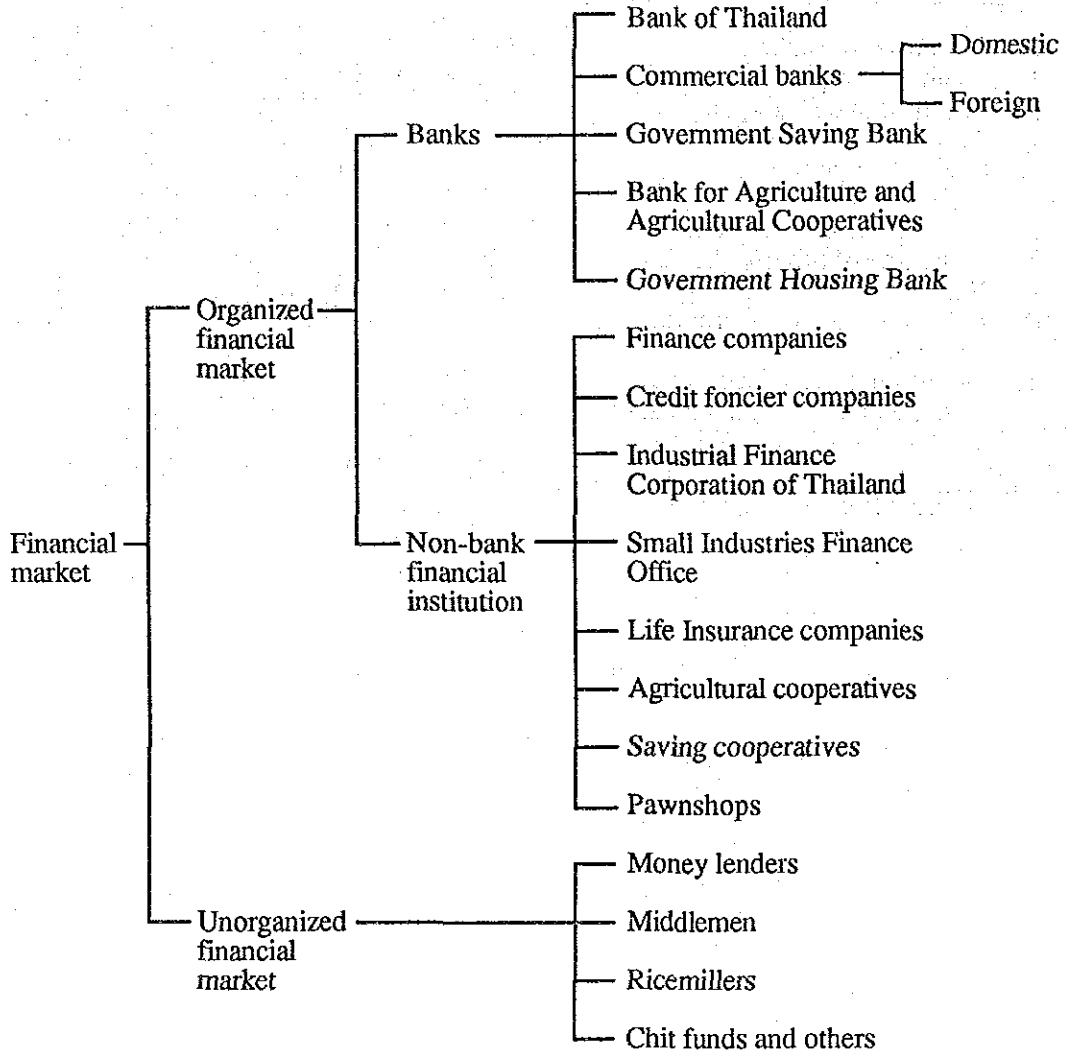 Bank of Thailand
Commercial banks
Domestic
Foreign
Banks
Government Saving Bank
Bank for Agriculture and
Agricultural Cooperatives
Government Housing Bank
Organized
financial
market
Finance companies
Credit foncier companies
Industrial Finance
Corporation of Thailand
Financial
market
Non-bank
financial
institution
Small Industries Finance
Office
Life Insurance companies
Agricultural cooperatives
Saving cooperatives
Pawnshops
Unorganized
financial
market
Money lenders
Middlemen
Ricemillers
Chit funds and others